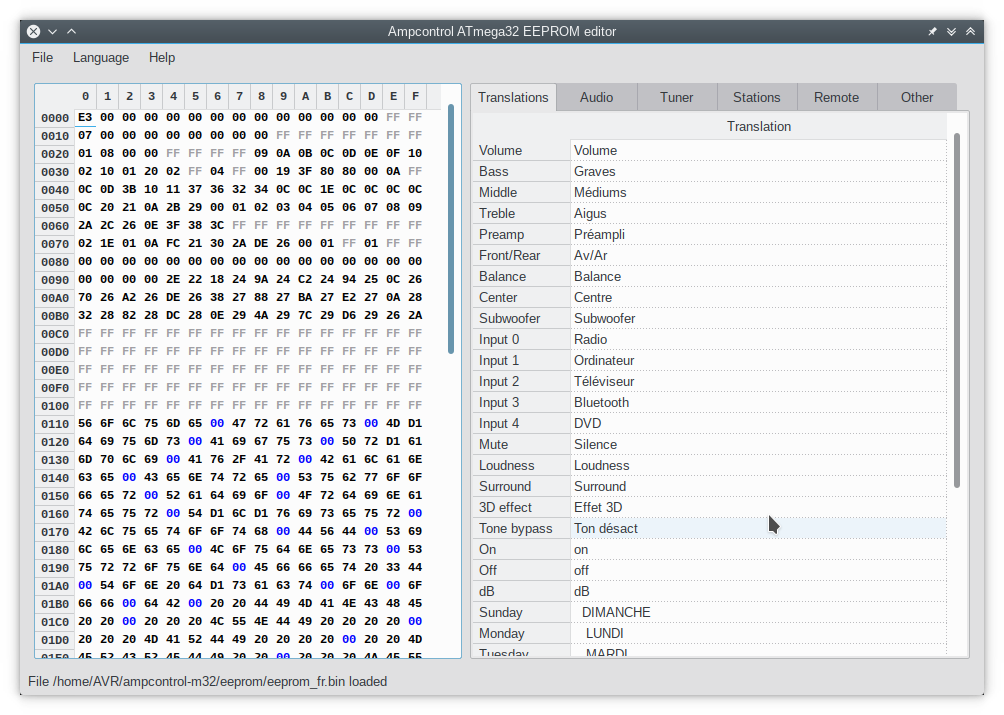 Ampcontrol ATmega32 EEPROM editor
File Language Help
0 1 2 3 4 5 6 7 8 9 A B C D E F
0000 E3 00 00 00 00 00 00 00 00 00 00 00 00 00 FF FF
0010 07 00 00 00 00 00 00 00 00 FF FF FF FF FF FF FF
0020 01 08 00 00 FF FF FF FF 09 0A 0B 0C 0D 0E 0F 10
0030 02 10 01 20 02 FF 04 FF 00 19 3F 80 80 00 0A FF
0040 0C 0D 3B 10 11 37 36 32 34 0C 0C 1E 0C 0C 0C 0C
0050 0C 20 21 0A 2B 29 00 01 02 03 04 05 06 07 08 09
0060 2A 2C 26 0E 3F 38 3C FF FF FF FF FF FF FF FF FF
0070 02 1E 01 0A FC 21 30 2A DE 26 00 01 FF 01 FF FF
0080 00 00 00 00 00 00 00 00 00 00 00 00 00 00 00 00
0090 00 00 00 00 2E 22 18 24 9A 24 C2 24 94 25 0C 26
00A0 70 26 A2 26 DE 26 38 27 88 27 BA 27 E2 27 0A 28
00B0 32 28 82 28 DC 28 0E 29 4A 29 7C 29 D6 29 26 2A
00C0 FF FF FF FF FF FF FF FF FF FF FF FF FF FF FF FF
00D0 FF FF FF FF FF FF FF FF FF FF FF FF FF FF FF FF
00E0 FF FF FF FF FF FF FF FF FF FF FF FF FF FF FF FF
00F0 FF FF FF FF FF FF FF FF FF FF FF FF FF FF FF FF
0100 FF FF FF FF FF FF FF FF FF FF FF FF FF FF FF FF
0110 56 6F 6C 75 6D 65 00 47 72 61 76 65 73 00 4D D1
0120 64 69 75 6D 73 00 41 69 67 75 73 00 50 72 D1 61
0130 6D 70 6C 69 00 41 76 2F 41 72 00 42 61 6C 61 6E
0140 63 65 00 43 65 6E 74 72 65 00 53 75 62 77 6F 6F
0150 66 65 72 00 52 61 64 69 6F 00 4F 72 64 69 6E 61
0160 74 65 75 72 00 54 D1 6C D1 76 69 73 65 75 72 00
0170 42 6C 75 65 74 6F 6F 74 68 00 44 56 44 00 53 69
0180 6C 65 6E 63 65 00 4C 6F 75 64 6E 65 73 73 00 53
0190 75 72 72 6F 75 6E 64 00 45 66 66 65 74 20 33 44
01A0 00 54 6F 6E 20 64 D1 73 61 63 74 00 6F 6E 00 6F
01B0 66 66 00 64 42 00 20 20 44 49 4D 41 4E 43 48 45
01C0 20 20 00 20 20 20 4C 55 4E 44 49 20 20 20 20 00
01D0 20 20 20 4D 41 52 44 49 20 20 20 20 00 20 20 4D
01E0 45 52 43 52 45 44 49 20 20 00 20 20 20 4A 45 55
Translations Audio Tuner Stations Remote Other
Translation
Volume Volume
Bass Graves
Middle Médiums
Treble Aigus
Preamp Préampli
Front/Rear Av/Ar
Balance Balance
Center Centre
Subwoofer Subwoofer
Input 0 Radio
Input 1 Ordinateur
Input 2 Téléviseur
Input 3 Bluetooth
Input 4 DVD
Mute Silence
Loudness Loudness
Surround Surround
3D effect Effet 3D
Tone bypass Ton désact
On on
Off off
dB dB
Sunday DIMANCHE
Monday LUNDI
Tuesday MARDI
File /home/AVR/ampcontrol-m32/eeprom/eeprom_fr.bin loaded